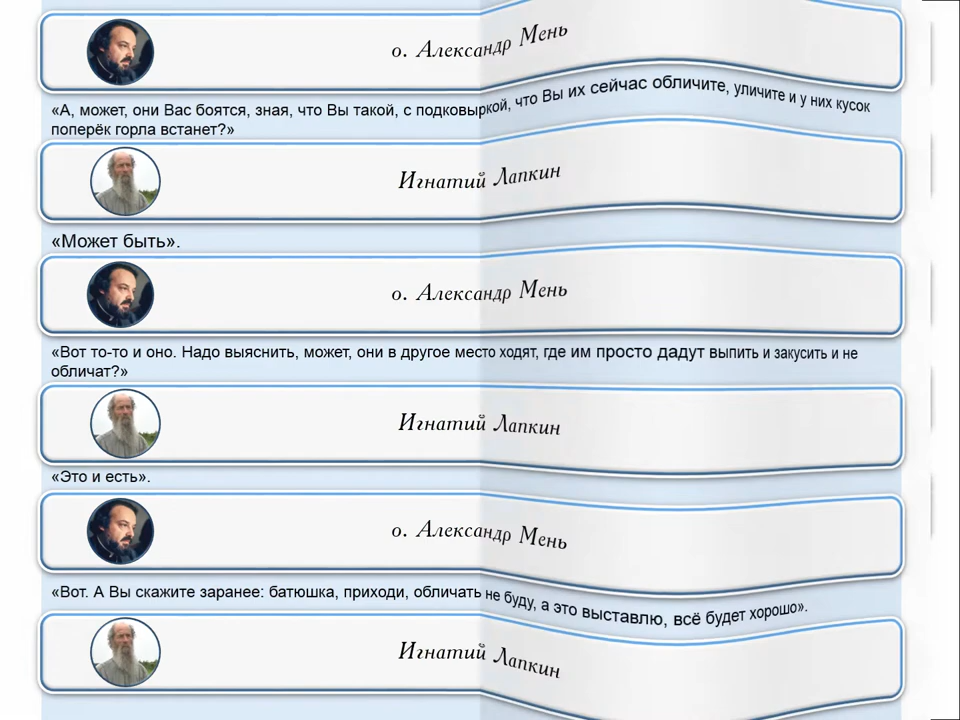 о. Александр Мень
«А, может, они Вас боятся, зная, что Вы такой, с подковыркой, что Вы их сейчас обличите, уличите и у них кусок
поперёк горла встанет?»
Игнатий Лапкин
«Может быть».
о. Александр Мень
«Вот то-то и оно. Надо выяснить, может, они в другое место ходят, где им просто дадут выпить и закусить и не
обличат?»
Игнатий Лапкин
«Это и есть».
о. Александр Мень
«Вот. А Вы скажите заранее: батюшка, приходи, обличать не буду, а это выставлю, всё будет хорошо».
Игнатий Лапкин